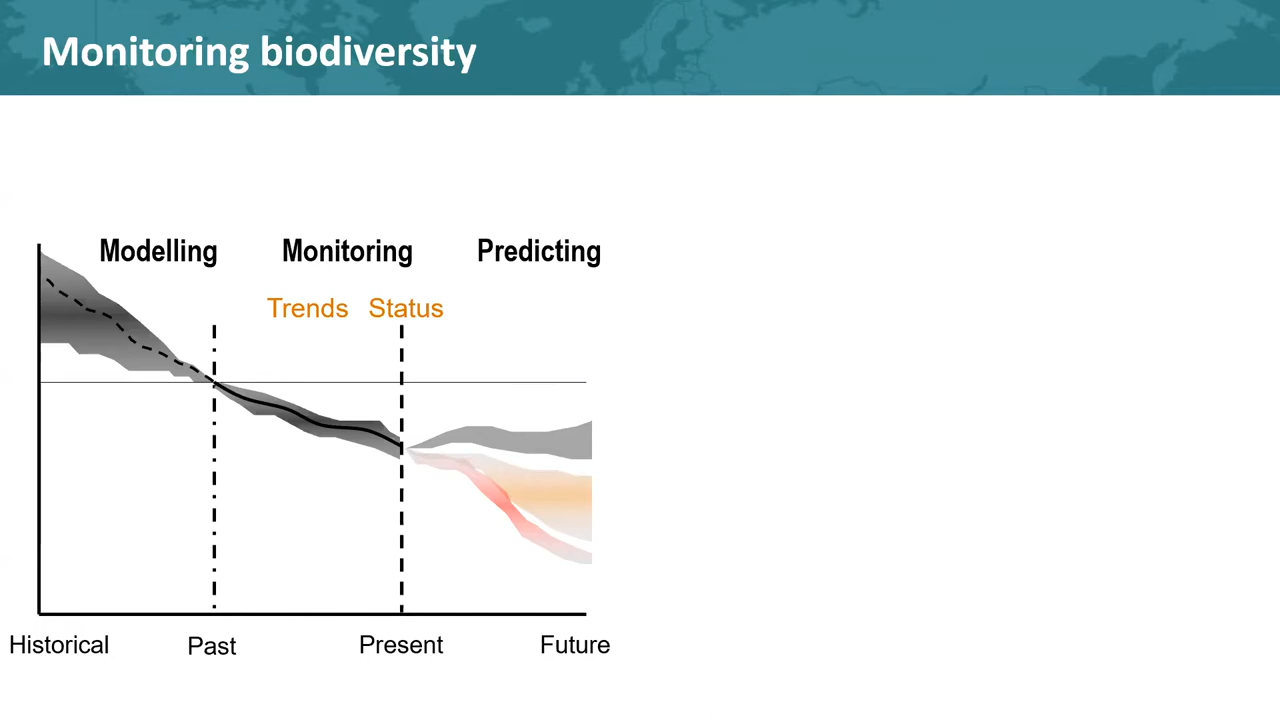 Monitoring biodiversity
Modelling Monitoring Predicting
Trends Status
Historical Past Present Future